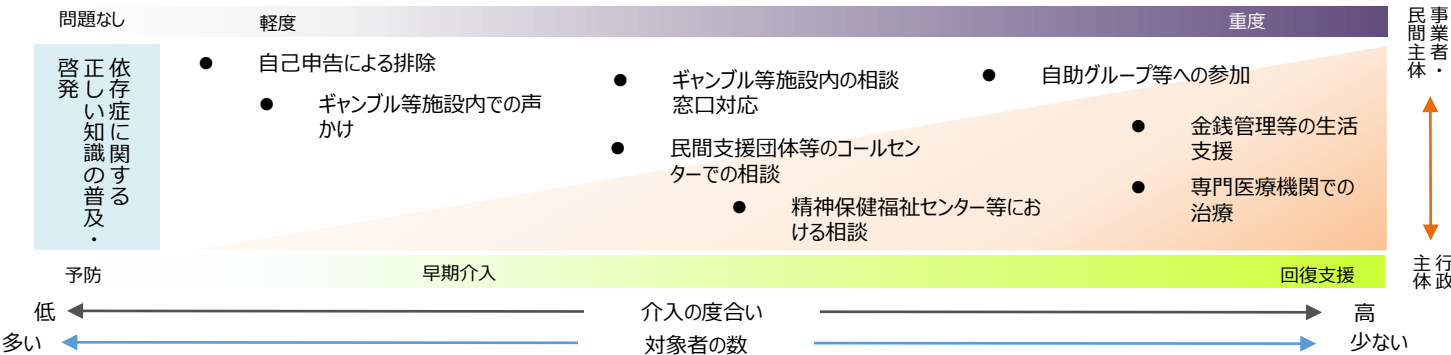 問題なし
軽度
重度
事業者・
民間主体
依存症に関する
正しい知識の普及・
啓発
● 自己申告による排除
● ギャンブル等施設内での声
かけ
● ギャンブル等施設内の相談
窓口対応
● 民間支援団体等のコールセン
ターでの相談
● 精神保健福祉センター等にお
ける相談
● 自助グループ等への参加
● 金銭管理等の生活
支援
● 専門医療機関での
治療
行政
主体
予防
早期介入
回復支援
低 介入の度合い 高
多い 対象者の数 少ない